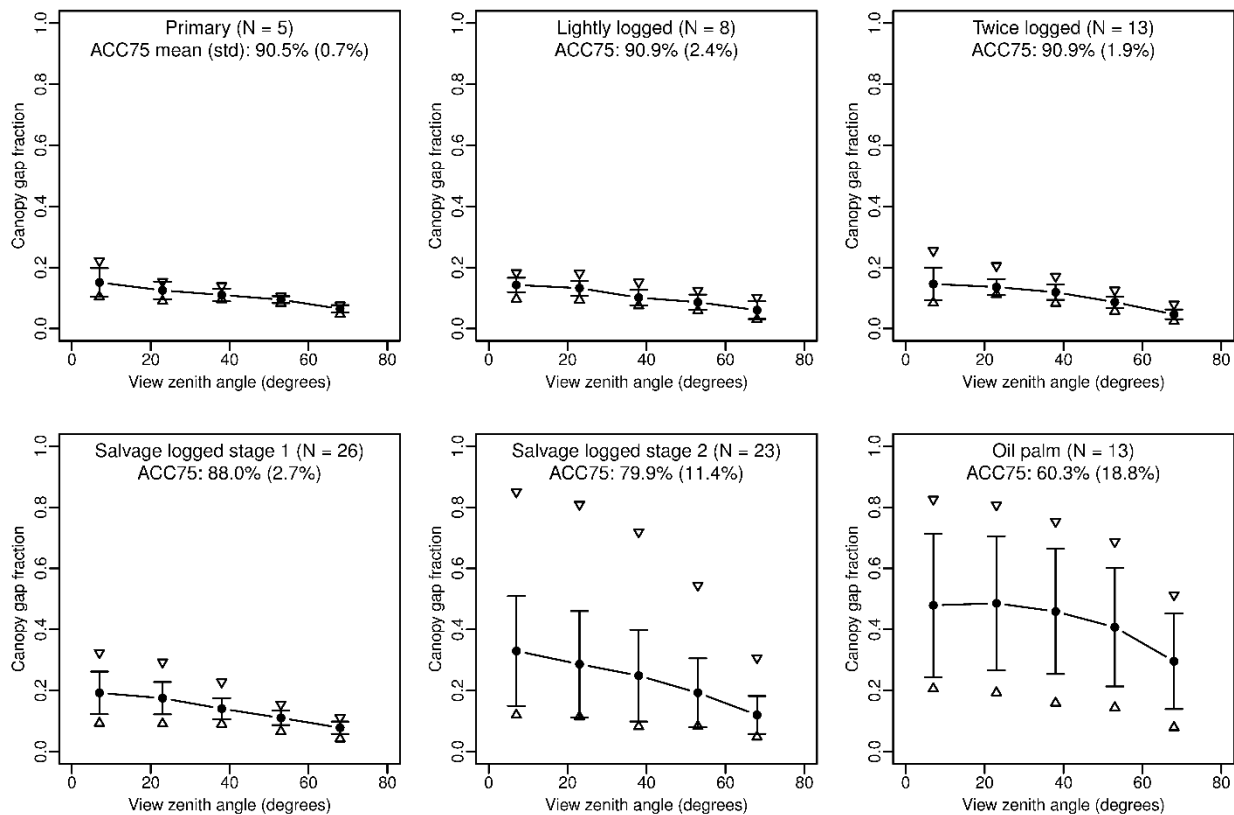 Primary (N = 5)
ACC75 mean (std): 90.5% (0.7%)
Canopy gap fraction
0.0 0.2 0.4 0.6 0.8 1.0
0 20 40 60 80
View zenith angle (degrees)
Lightly logged (N = 8)
ACC75: 90.9% (2.4%)
Canopy gap fraction
0.0 0.2 0.4 0.6 0.8 1.0
0 20 40 60 80
View zenith angle (degrees)
Twice logged (N = 13)
ACC75: 90.9% (1.9%)
Canopy gap fraction
0.0 0.2 0.4 0.6 0.8 1.0
0 20 40 60 80
View zenith angle (degrees)
Salvage logged stage 1 (N = 26)
ACC75: 88.0% (2.7%)
Canopy gap fraction
0.0 0.2 0.4 0.6 0.8 1.0
0 20 40 60 80
View zenith angle (degrees)
Salvage logged stage 2 (N = 23)
ACC75: 79.9% (11.4%)
Canopy gap fraction
0.0 0.2 0.4 0.6 0.8 1.0
0 20 40 60 80
View zenith angle (degrees)
Oil palm (N = 13)
ACC75: 60.3% (18.8%)
Canopy gap fraction
0.0 0.2 0.4 0.6 0.8 1.0
0 20 40 60 80
View zenith angle (degrees)